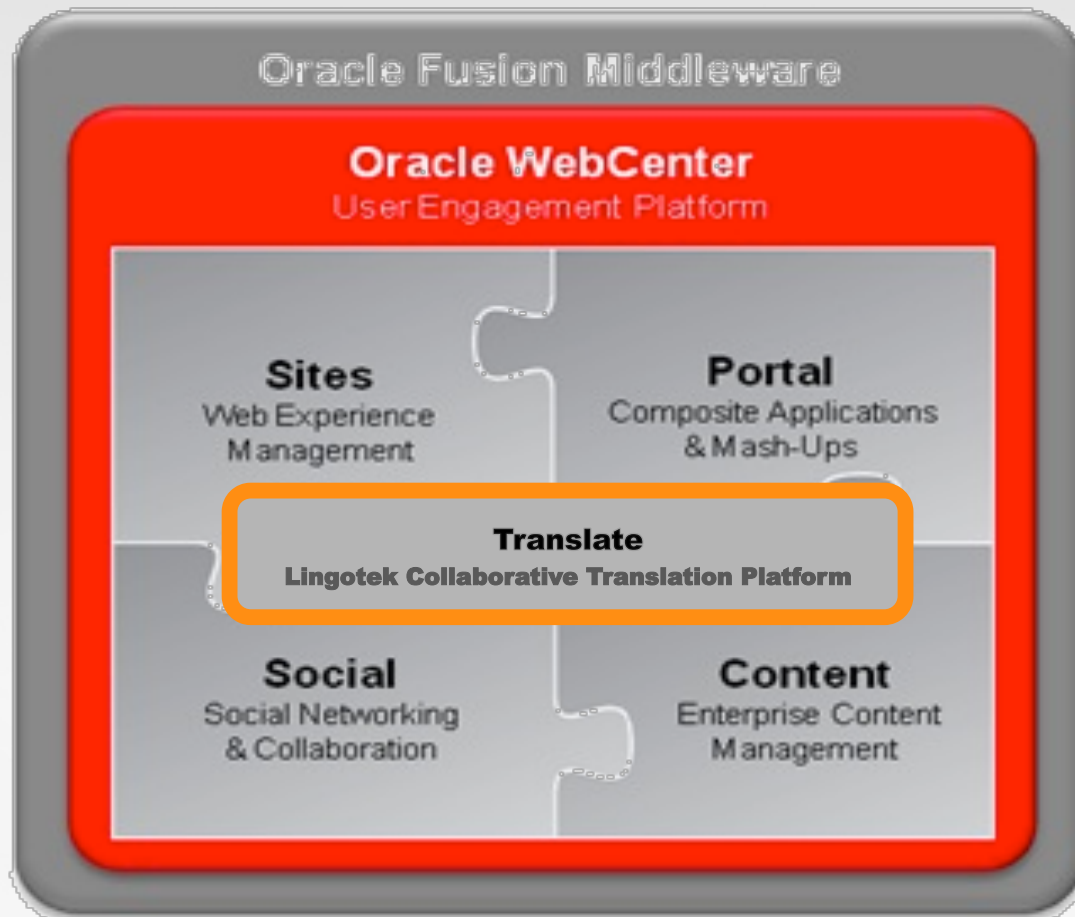 Oracle Fusion Middleware
Oracle WebCenter
User Engagement Platform
Sites
Web Experience
Management
Portal
Composite Applications
& Mash-Ups
Translate
Lingotek Collaborative Translation Platform
Social
Social Networking
& Collaboration
Content
Enterprise Content
Management